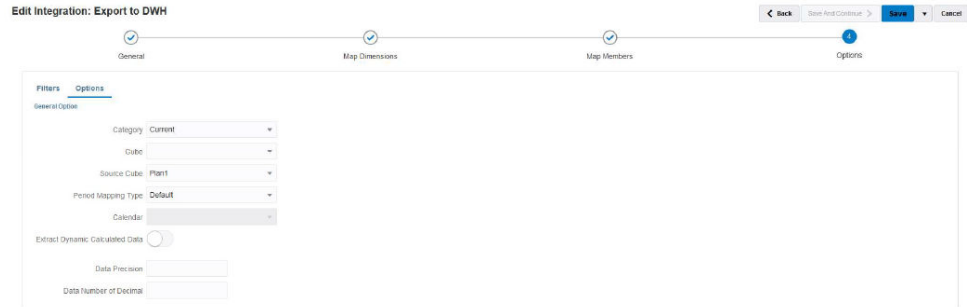 Edit Integration: Export to DWH
Back Save And Continue Save Cancel
4
General Map Dimensions Map Members Options
Filters Options
General Option
Category Current
Cube
Source Cube Plan1
Period Mapping Type Default
Calendar
Extract Dynamic Calculated Data
Data Precision
Data Number of Decimal